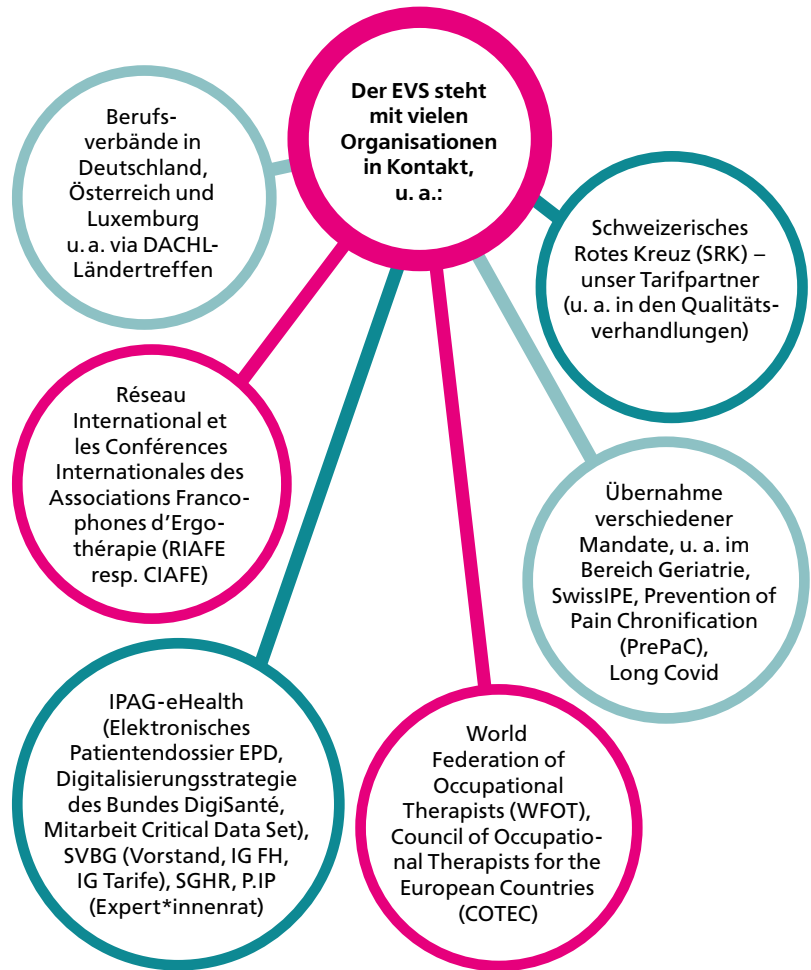 Der EVS steht
mit vielen
Organisationen
in Kontakt,
u. a.:
Berufs-
verbände in
Deutschland,
Österreich und
Luxemburg
u. a. via DACHL-
Ländertreffen
Schweizerisches
Rotes Kreuz (SRK) –
unser Tarifpartner
(u. a. in den Qualitäts-
verhandlungen)
Réseau
International et
les Conférences
Internationales des
Associations Franco-
phones d’Ergo-
thérapie (RIAFE
resp. CIAFE)
Übernahme
verschiedener
Mandate, u. a. im
Bereich Geriatrie,
SwissIPE, Prevention of
Pain Chronification
(PrePaC),
Long Covid
IPAG-eHealth
(Elektronisches
Patientendossier EPD,
Digitalisierungsstrategie
des Bundes DigiSanté,
Mitarbeit Critical Data Set),
SVBG (Vorstand, IG FH,
IG Tarife), SGHR, P.IP
(Expert*innenrat)
World
Federation of
Occupational
Therapists (WFOT),
Council of Occupatio-
nal Therapists for the
European Countries
(COTEC)